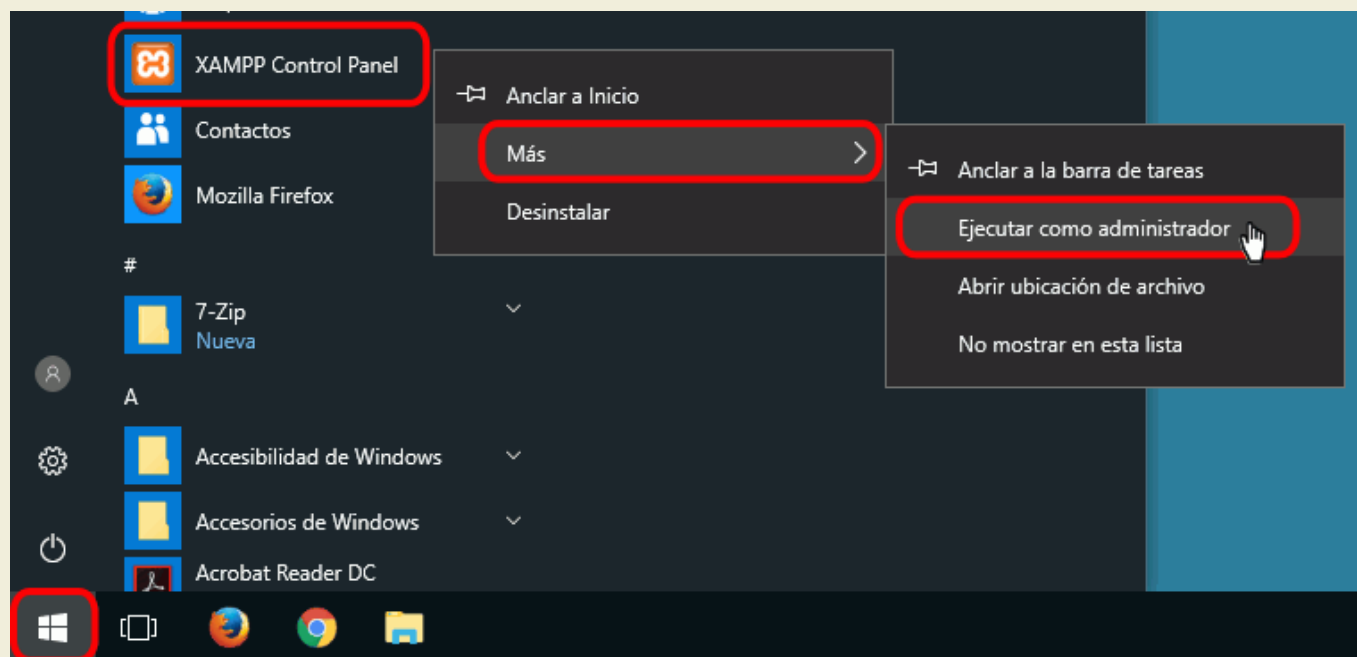 XAMPP Control Panel
Anclar a Inicio
Contactos
Más
Anclar a la barra de tareas
Mozilla Firefox
Desinstalar
Ejecutar como administrador
#
Abrir ubicación de archivo
7-Zip
Nueva
No mostrar en esta lista
A
Accesibilidad de Windows
Accesorios de Windows
Acrobat Reader DC